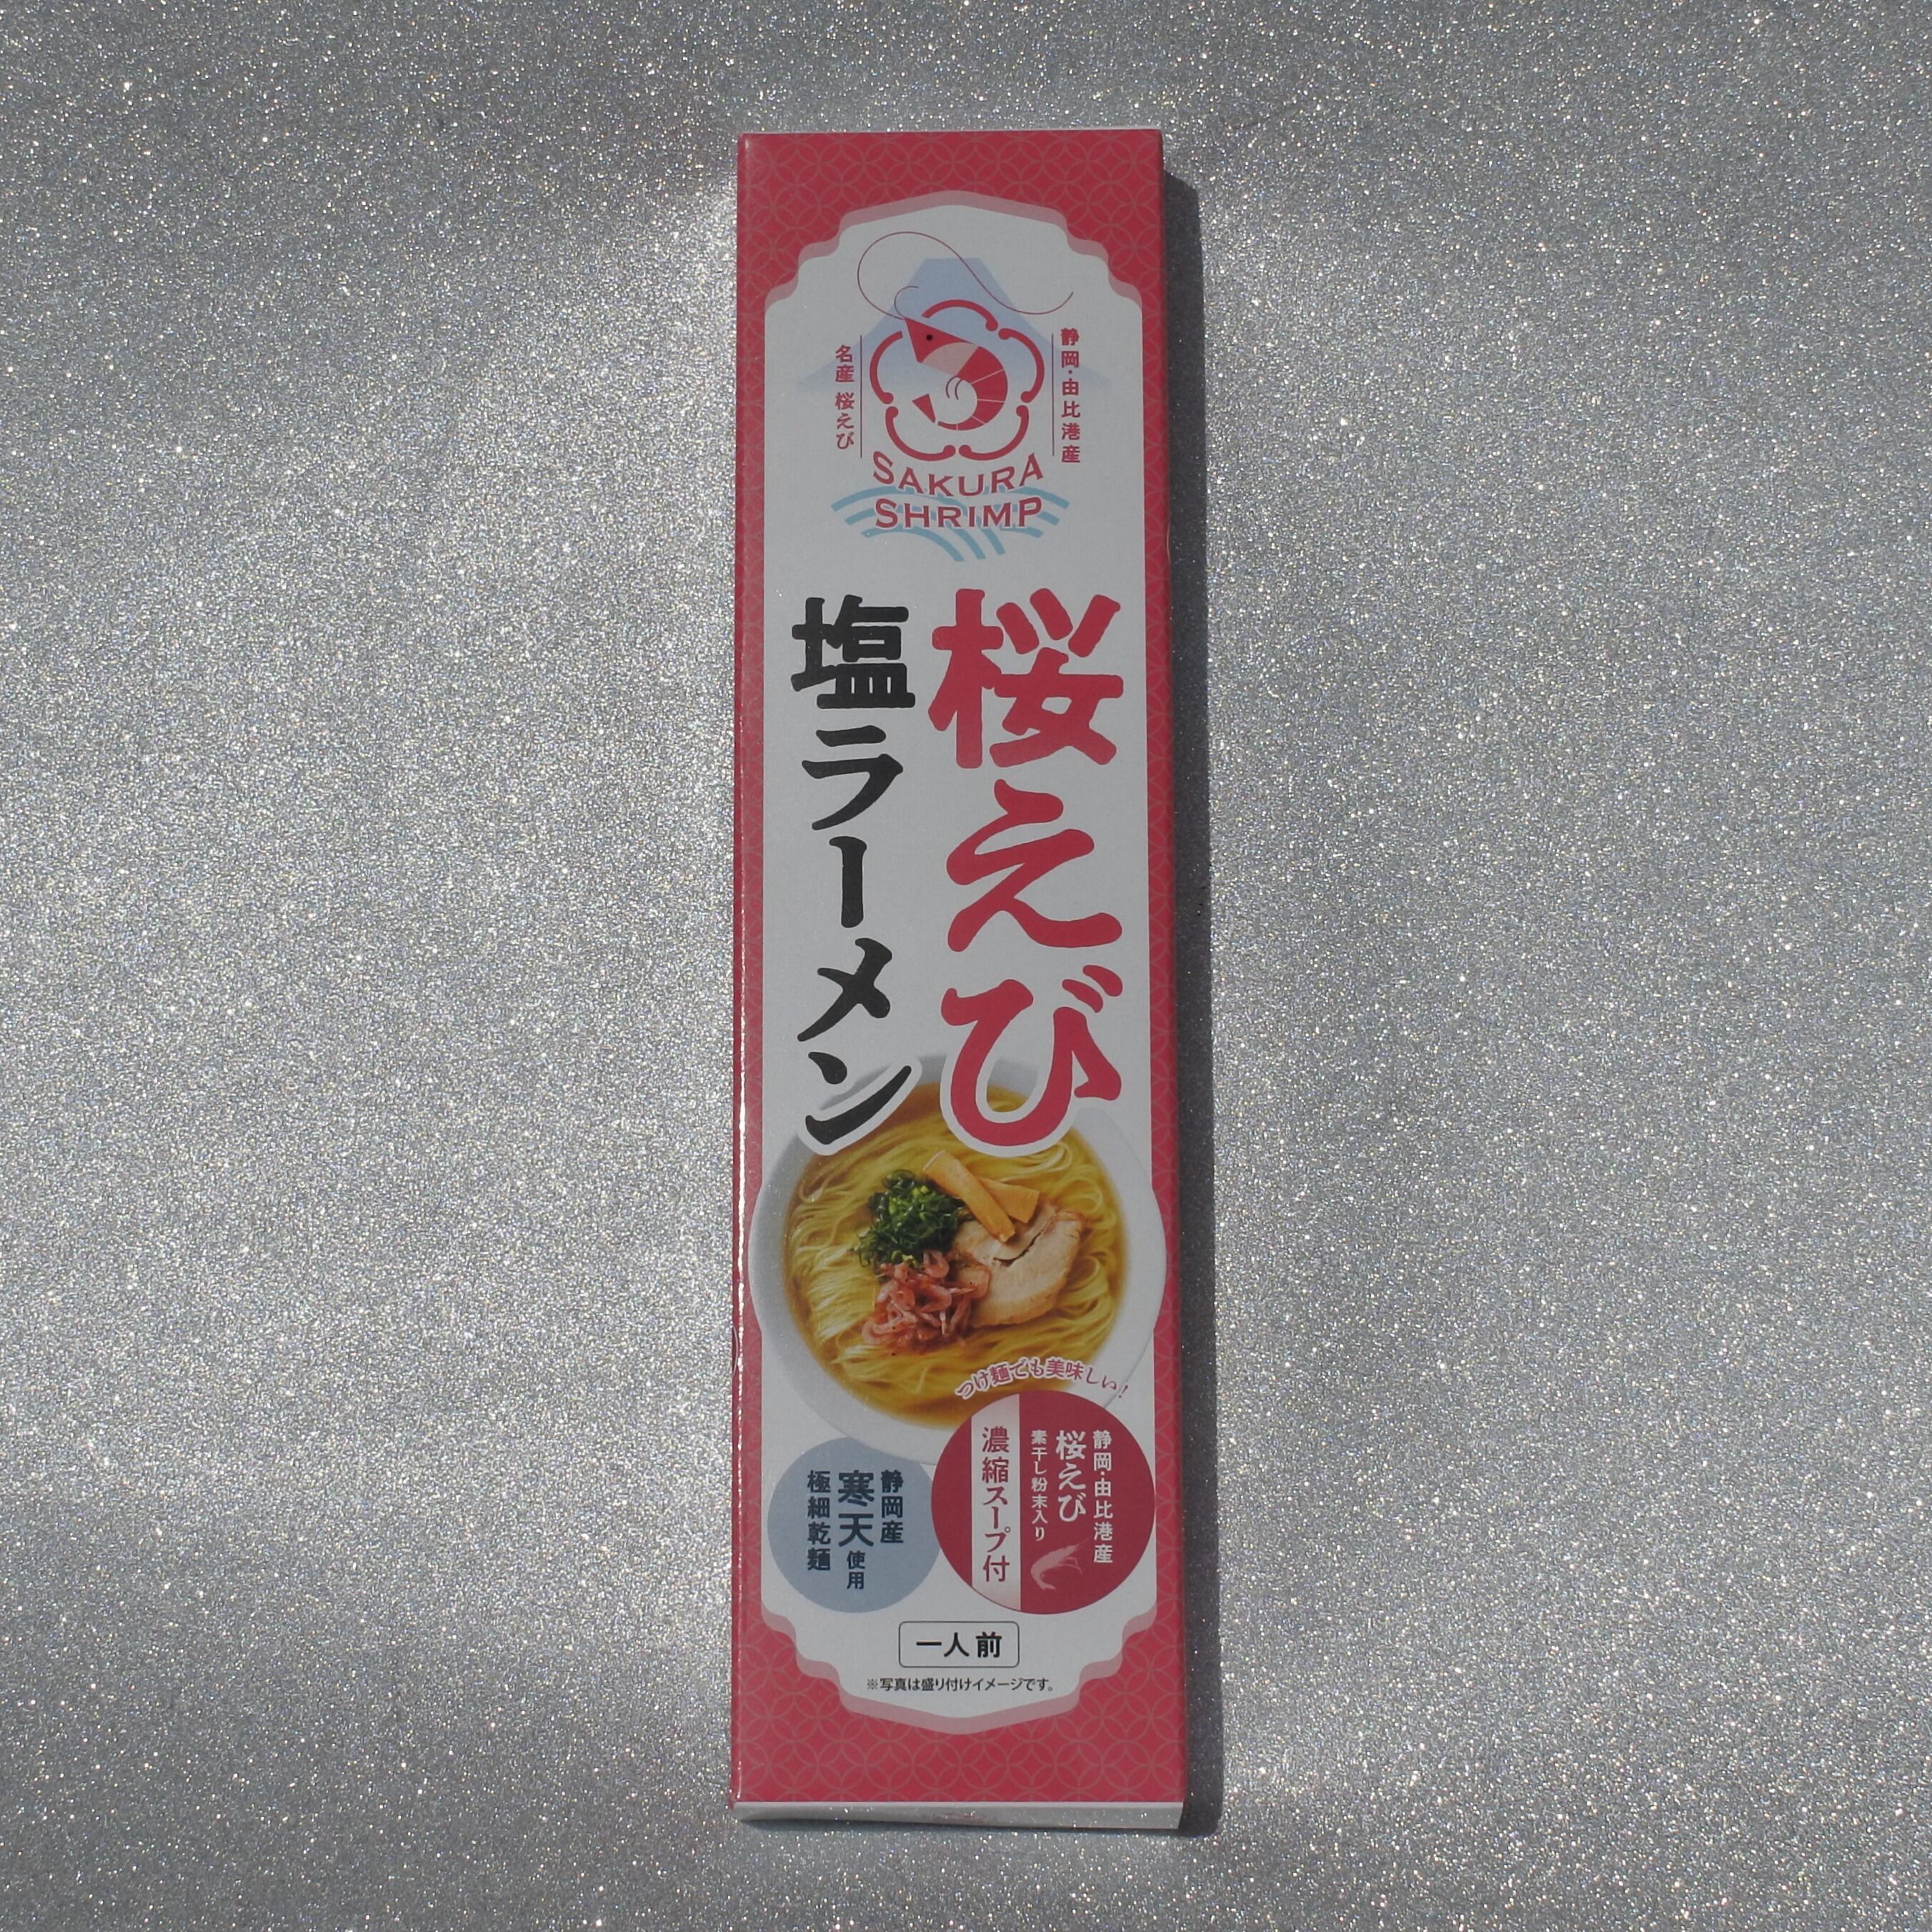 静岡・由比港産
名産 桜えび
SAKURA
SHRIMP
桜えび
塩ラーメン
つけ麺でも美味しい!
静岡・由比港産
桜えび
素干し粉末入り
濃縮スープ付
静岡産
寒天使用
極細乾麺
一人前
※写真は盛り付けイメージです。